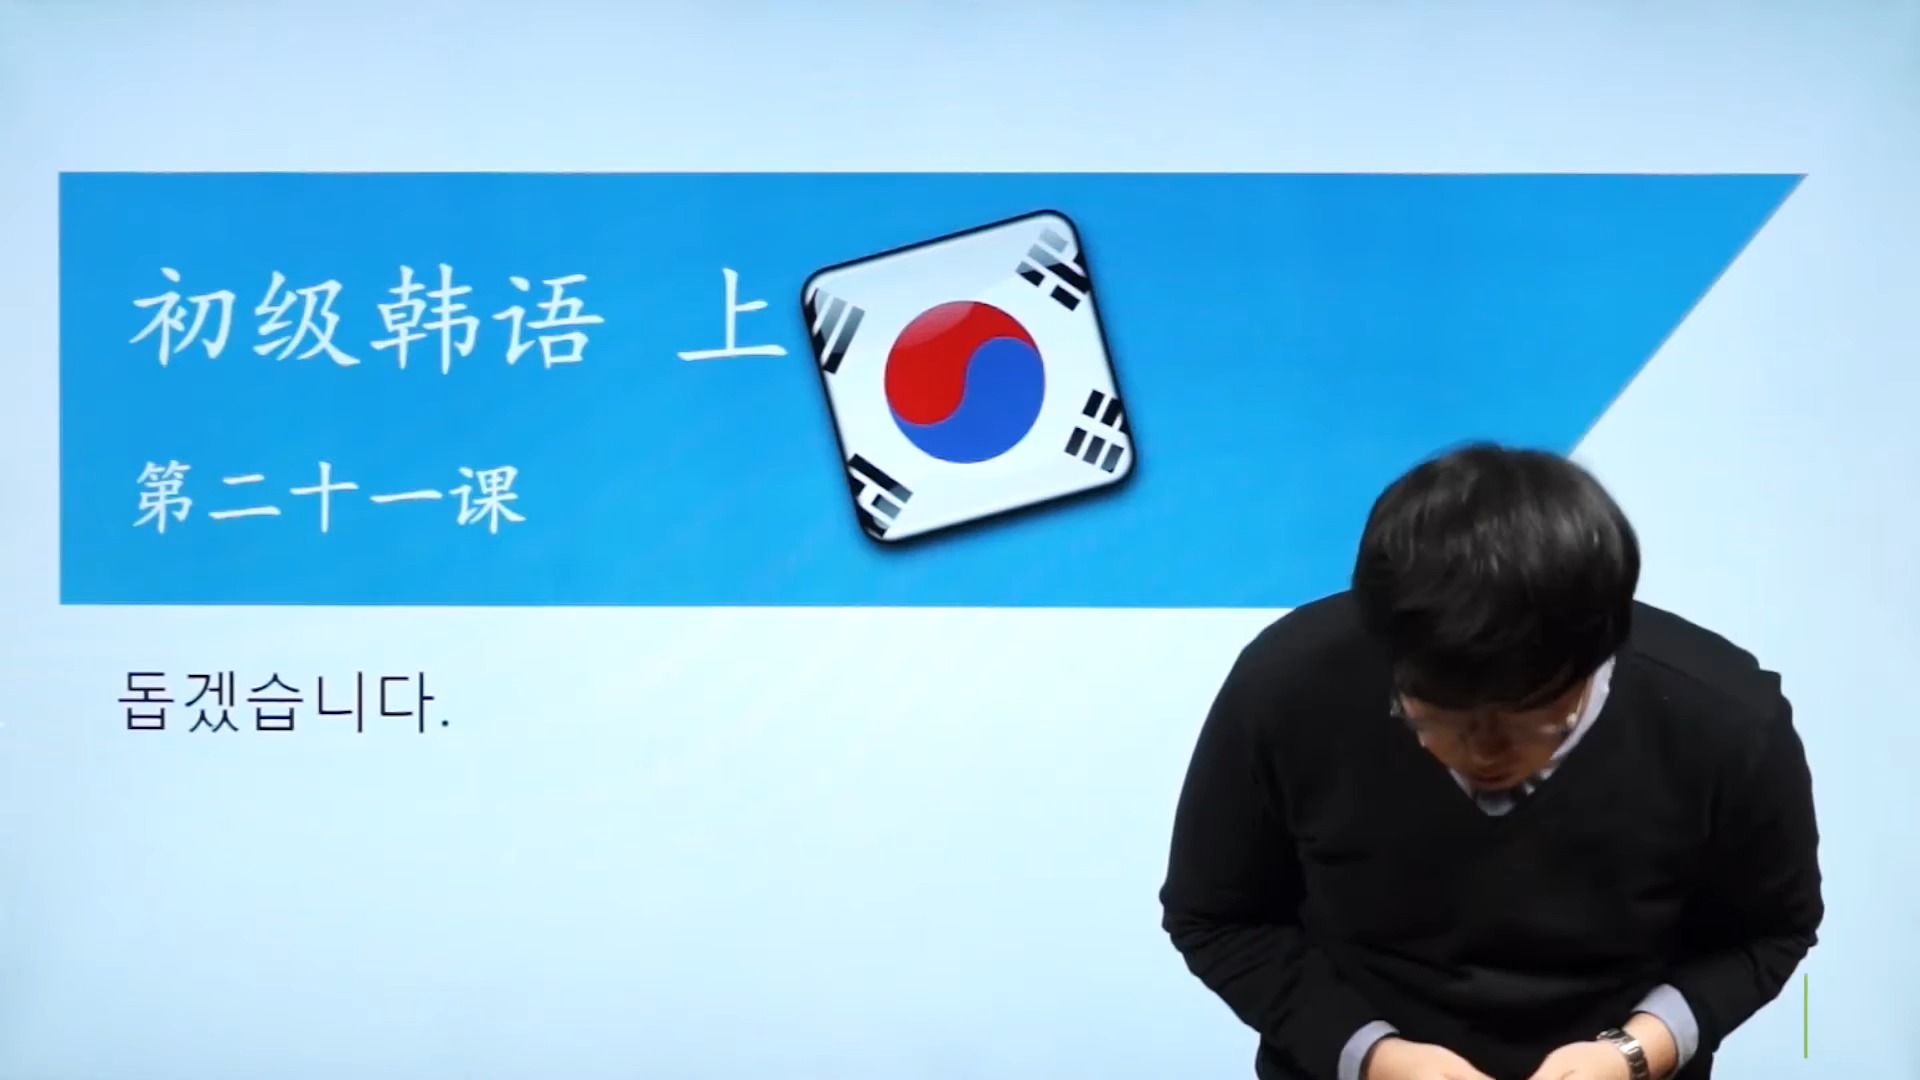 初级韩语 上
第二十一课
돕겠습니다.